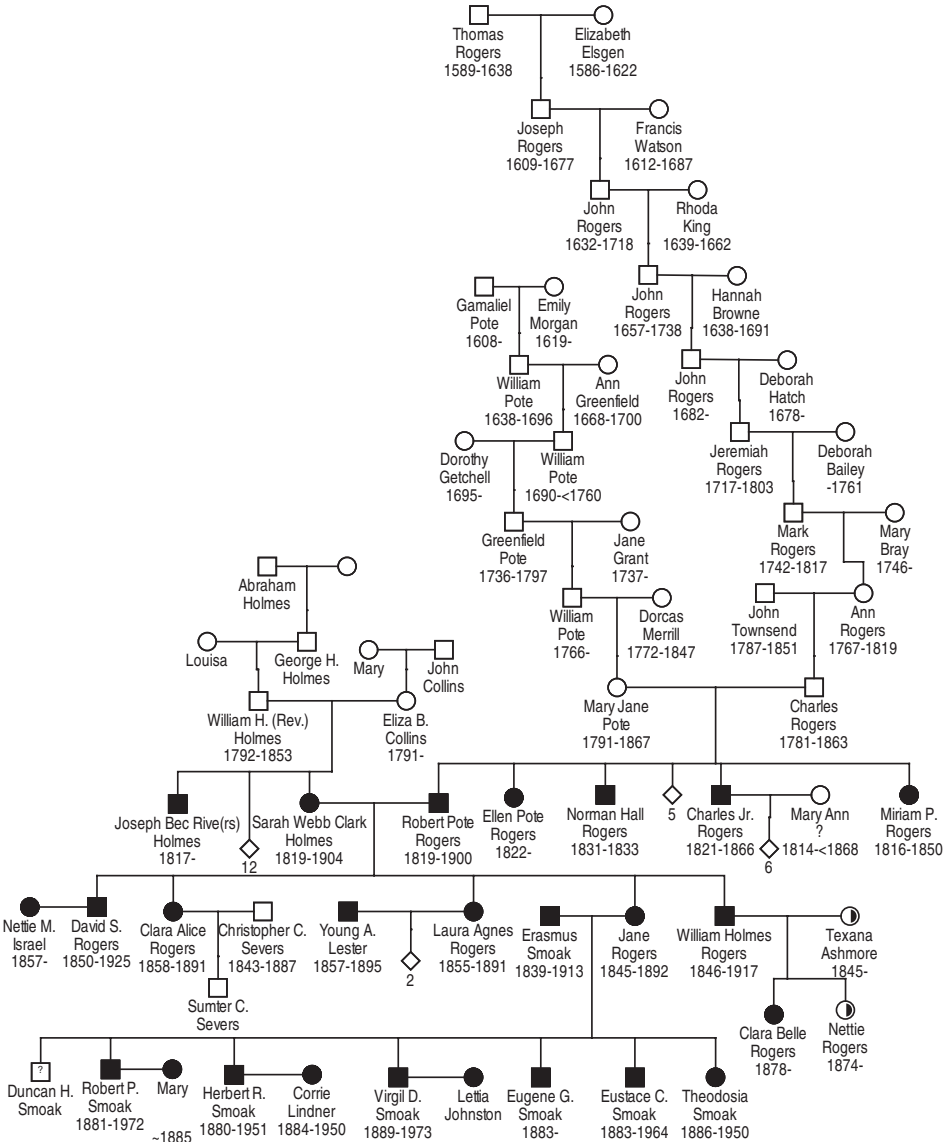 Thomas
Rogers
1589-1638
Elizabeth
Elsgen
1586-1622
Joseph
Rogers
1609-1677
Francis
Watson
1612-1687
John
Rogers
1632-1718
Rhoda
King
1639-1662
Gamaliel
Pote
1608-
Emily
Morgan
1619-
John
Rogers
1657-1738
Hannah
Browne
1638-1691
William
Pote
1638-1696
Ann
Greenfield
1668-1700
John
Rogers
1682-
Deborah
Hatch
1678-
Dorothy
Getchell
1695-
William
Pote
1690-<1760
Jeremiah
Rogers
1717-1803
Deborah
Bailey
-1761
Greenfield
Pote
1736-1797
Jane
Grant
1737-
Mark
Rogers
1742-1817
Mary
Bray
1746-
Abraham
Holmes
William
Pote
1766-
Dorcas
Merrill
1772-1847
John
Townsend
1787-1851
Ann
Rogers
1767-1819
Louisa
George H.
Holmes
Mary
John
Collins
William H. (Rev.)
Holmes
1792-1853
Eliza B.
Collins
1791-
Mary Jane
Pote
1791-1867
Charles
Rogers
1781-1863
Joseph Bec Rive(rs)
Holmes
1817-
12
Sarah Webb Clark
Holmes
1819-1904
Robert Pote
Rogers
1819-1900
Ellen Pote
Rogers
1822-
Norman Hall
Rogers
1831-1833
5
Charles Jr.
Rogers
1821-1866
6
Mary Ann
?
1814-<1868
Miriam P.
Rogers
1816-1850
Nettie M.
Israel
1857-
David S.
Rogers
1850-1925
Clara Alice
Rogers
1858-1891
Christopher C.
Severs
1843-1887
Young A.
Lester
1857-1895
2
Laura Agnes
Rogers
1855-1891
Erasmus
Smoak
1839-1913
Jane
Rogers
1845-1892
William Holmes
Rogers
1846-1917
Texana
Ashmore
1845-
Sumter C.
Severs
Clara Belle
Rogers
1878-
Nettie
Rogers
1874-
?
Duncan H.
Smoak
Robert P.
Smoak
1881-1972
Mary
~1885
Herbert R.
Smoak
1880-1951
Corrie
Lindner
1884-1950
Virgil D.
Smoak
1889-1973
Lettia
Johnston
Eugene G.
Smoak
1883-
Eustace C.
Smoak
1883-1964
Theodosia
Smoak
1886-1950